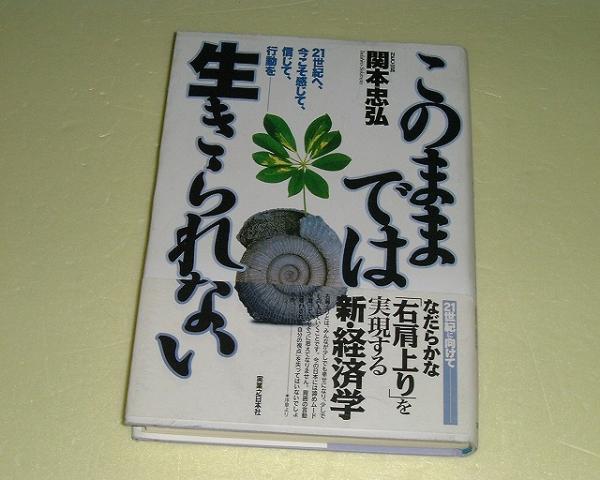 このまま
では
生きられない
関本忠弘
21世紀へ、
今こそ感じて、
信じて、
行動を——
21世紀に向けて
なだらかな
「右肩上り」を
実現する
新・経済学
実業之日本社